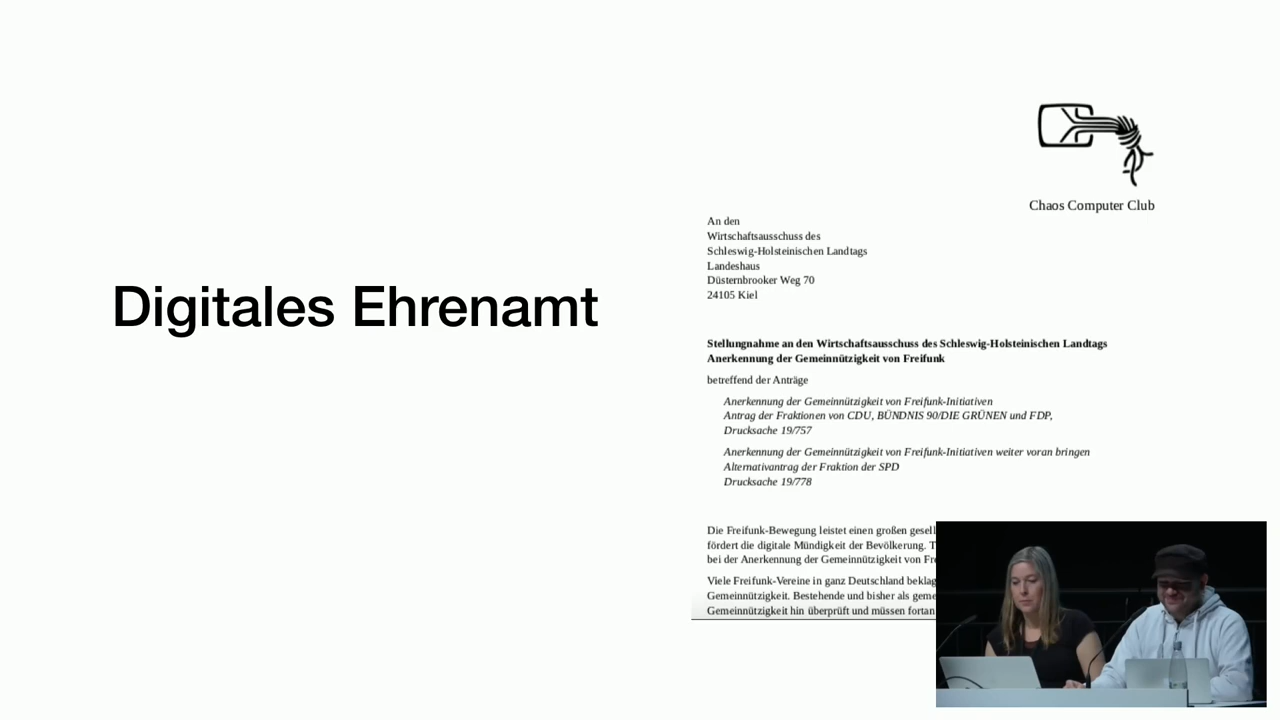 Digitales Ehrenamt
Chaos Computer Club
An den
Wirtschaftsausschuss des
Schleswig-Holsteinischen Landtags
Landeshaus
Düsternbrooker Weg 70
24105 Kiel
Stellungnahme an den Wirtschaftsausschuss des Schleswig-Holsteinischen Landtags
Anerkennung der Gemeinnützigkeit von Freifunk
betreffend der Anträge
Anerkennung der Gemeinnützigkeit von Freifunk-Initiativen
Antrag der Fraktionen von CDU, BÜNDNIS 90/DIE GRÜNEN und FDP,
Drucksache 19/757
Anerkennung der Gemeinnützigkeit von Freifunk-Initiativen weiter voran bringen
Alternativantrag der Fraktion der SPD
Drucksache 19/778
Die Freifunk-Bewegung leistet einen großen
fördert die digitale Mündigkeit der Bevölkerung.
bei der Anerkennung der Gemeinnützigkeit von
Viele Freifunk-Vereine in ganz Deutschland
Gemeinnützigkeit. Bestehende und bisher als
Gemeinnützigkeit hin überprüft und müssen fortan